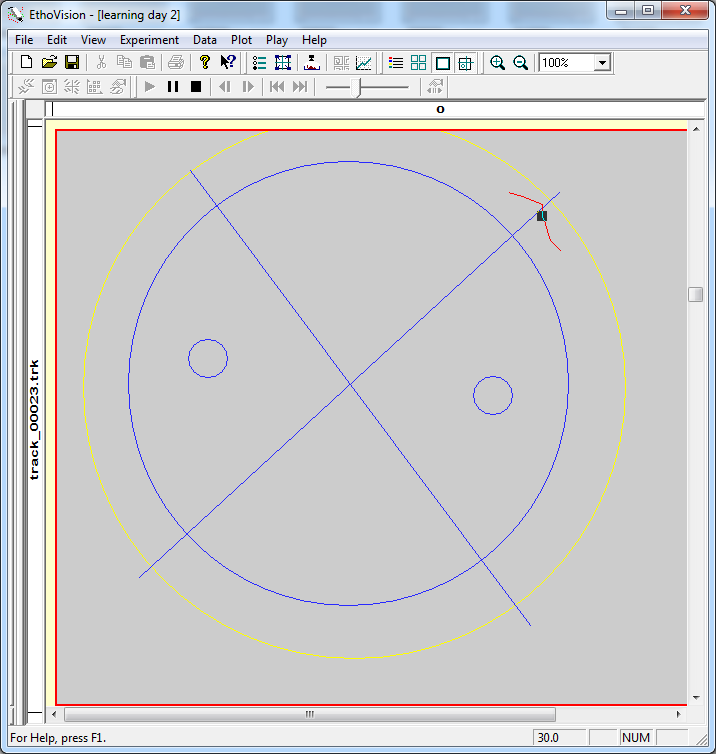 EthoVision - [learning day 2]
File Edit View Experiment Data Plot Play Help
100%
o
track_00023.trk
For Help, press F1.
30.0
NUM